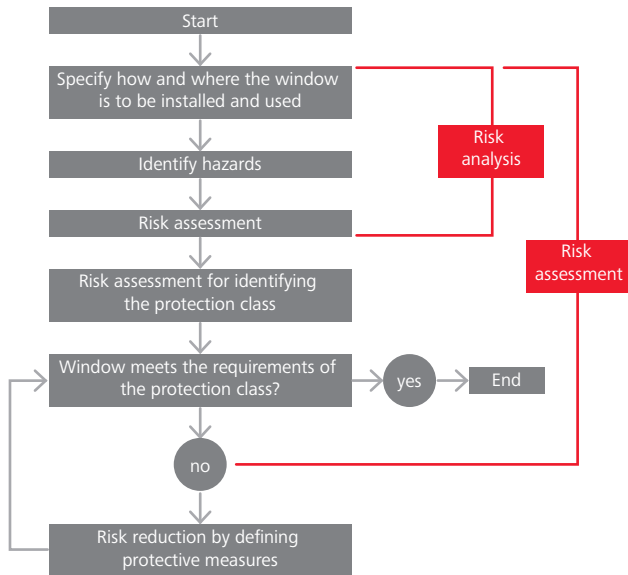 Start
Specify how and where the window
is to be installed and used
Identify hazards
Risk assessment
Risk assessment for identifying
the protection class
Window meets the requirements of
the protection class?
yes
End
no
Risk reduction by defining
protective measures
Risk
analysis
Risk
assessment